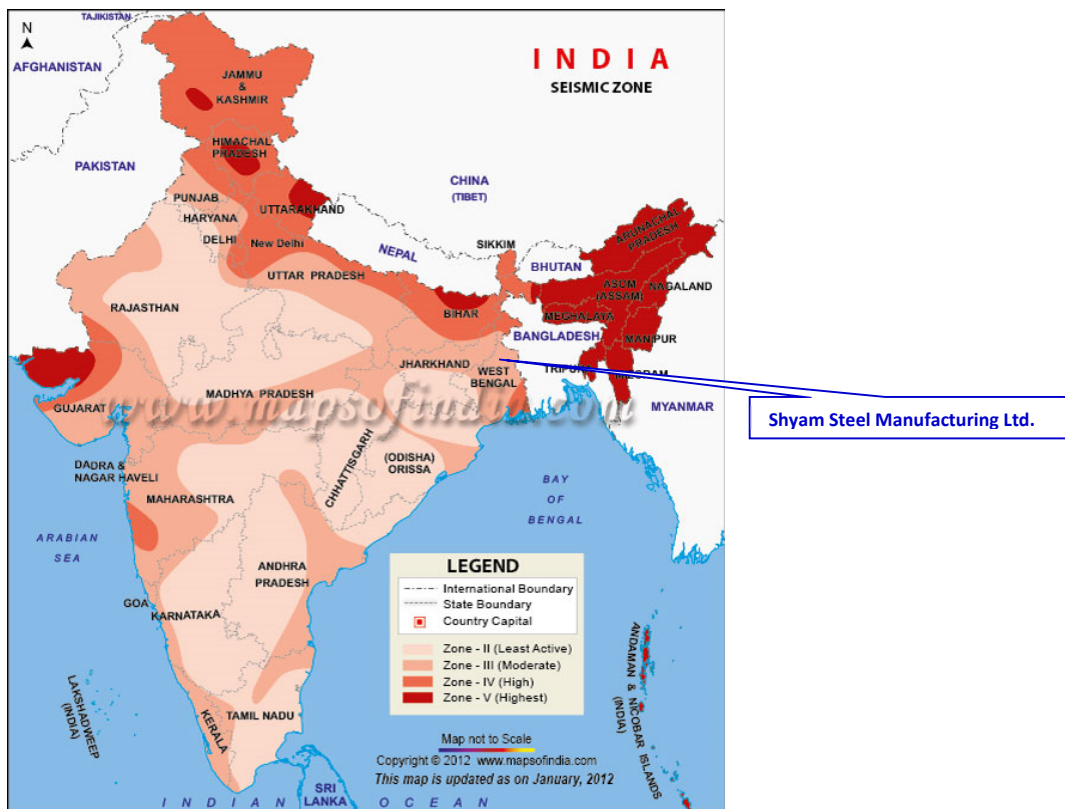 TAJIKISTAN
N
INDIA
SEISMIC ZONE
AFGHANISTAN
JAMMU
&
KASHMIR
HIMACHAL
PRADESH
PAKISTAN
CHINA
(TIBET)
PUNJAB
HARYANA
DELHI
UTTARAKHAND
New Delhi
NEPAL
SIKKIM
BHUTAN
ARUNACHAL
PRADESH
UTTAR PRADESH
ASOM
(ASSAM)
NAGALAND
RAJASTHAN
BIHAR
MEGHALAYA
MANIPUR
BANGLADESH
JHARKHAND
WEST
BENGAL
TRIPURA
MIZORAM
MADHYA PRADESH
GUJARAT
www.mapsofindia.com
MYANMAR
Shyam Steel Manufacturing Ltd.
CHHATTISGARH
(ODISHA)
ORISSA
DADRA &
NAGAR HAVELI
MAHARASHTRA
BAY
OF
BENGAL
ARABIAN
SEA
ANDHRA
PRADESH
GOA
KARNATAKA
LEGEND
International Boundary
State Boundary
Country Capital
Zone - II (Least Active)
Zone - III (Moderate)
Zone - IV (High)
Zone - V (Highest)
ANDAMAN & NICOBAR ISLANDS
(INDIA)
LAKSHADWEEP
(INDIA)
KERALA
TAMIL NADU
Map not to Scale
Copyright © 2012 www.mapsofindia.com
This map is updated as on January, 2012
SRI
LANKA
INDIAN OCEAN